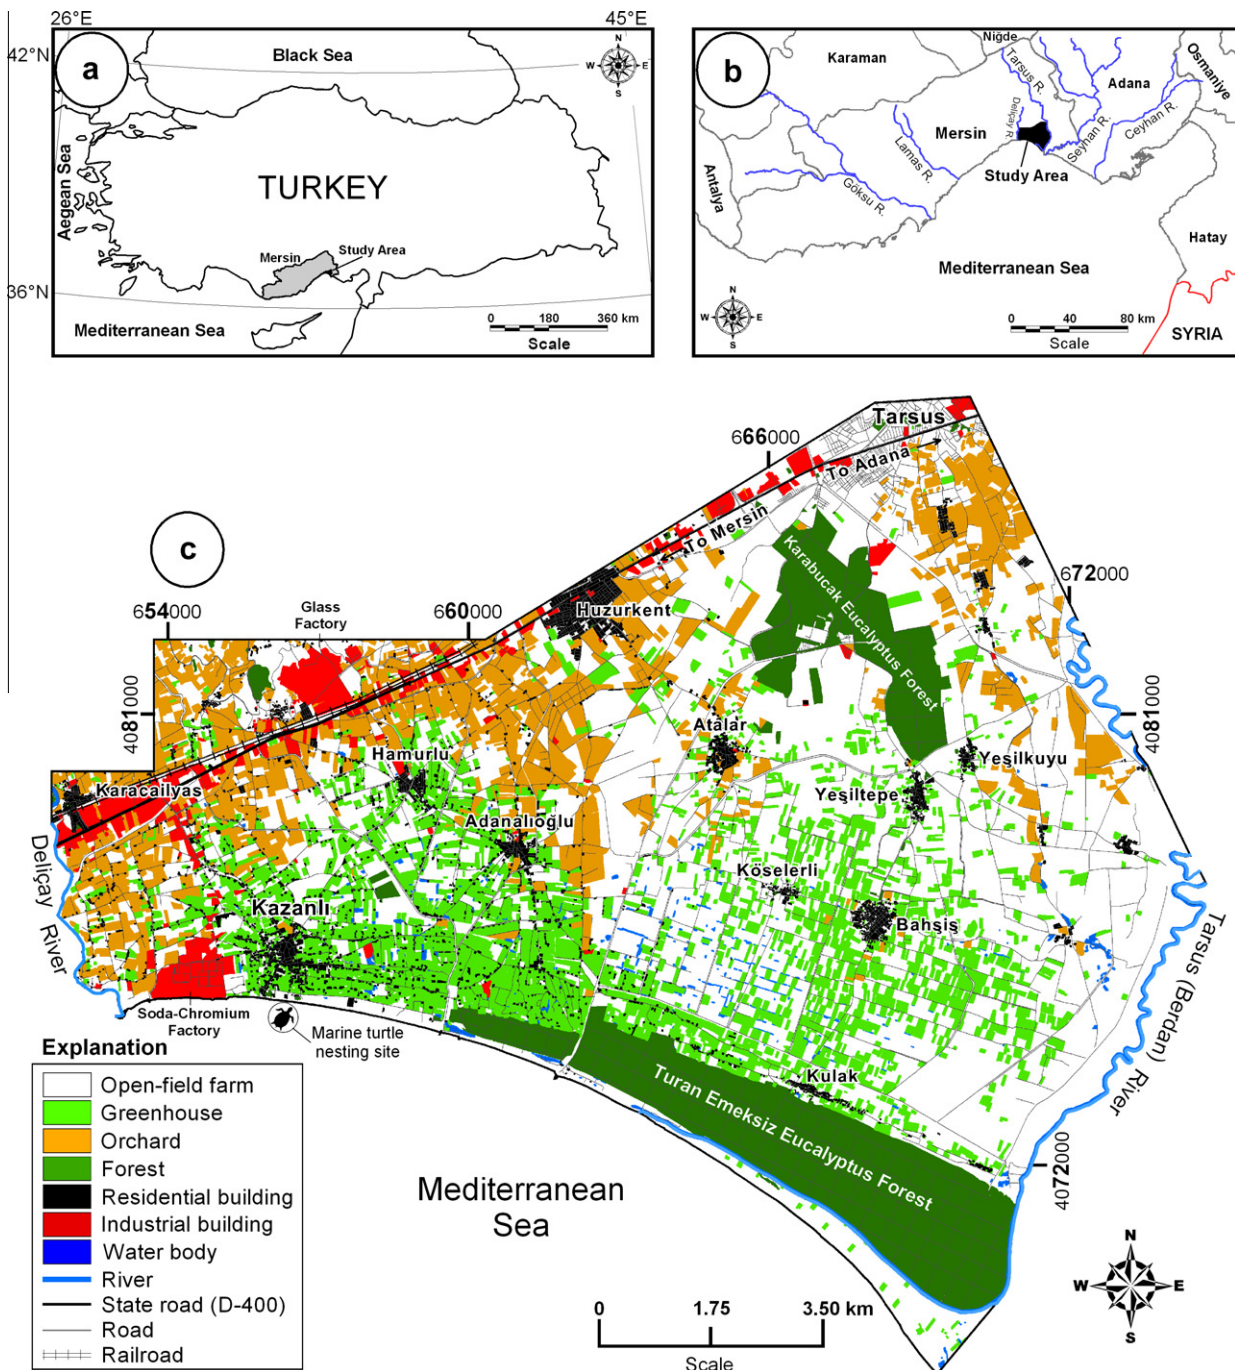 26°E
45°E
42°N
36°N
a
Black Sea
N
W
E
S
Aegean Sea
TURKEY
Mersin
Study Area
Mediterranean Sea
0 180 360 km
Scale
b
Karaman
Niğde
Tarsus R.
Adana
Osmaniye
Deliçay R.
Mersin
Ceyhan R.
Seyhan R.
Lamas R.
Study Area
Antalya
Göksu R.
Hatay
Mediterranean Sea
N
W
E
S
0 40 80 km
Scale
SYRIA
c
654000
660000
666000
672000
4081000
4081000
4072000
Tarsus
To Adana
To Mersin
Glass
Factory
Huzurkent
Karabucak Eucalyptus Forest
Atalar
Hamurlu
Karacailyas
Yeşilkuyu
Yeşiltepe
Adanalıoğlu
Köselerli
Kazanlı
Bahşiş
Deliçay River
Tarsus (Berdan) River
Soda-Chromium
Factory
Marine turtle
nesting site
Kulak
Turan Emeksiz Eucalyptus Forest
Mediterranean
Sea
Explanation
Open-field farm
Greenhouse
Orchard
Forest
Residential building
Industrial building
Water body
River
State road (D-400)
Road
Railroad
0 1.75 3.50 km
Scale
N
W
E
S